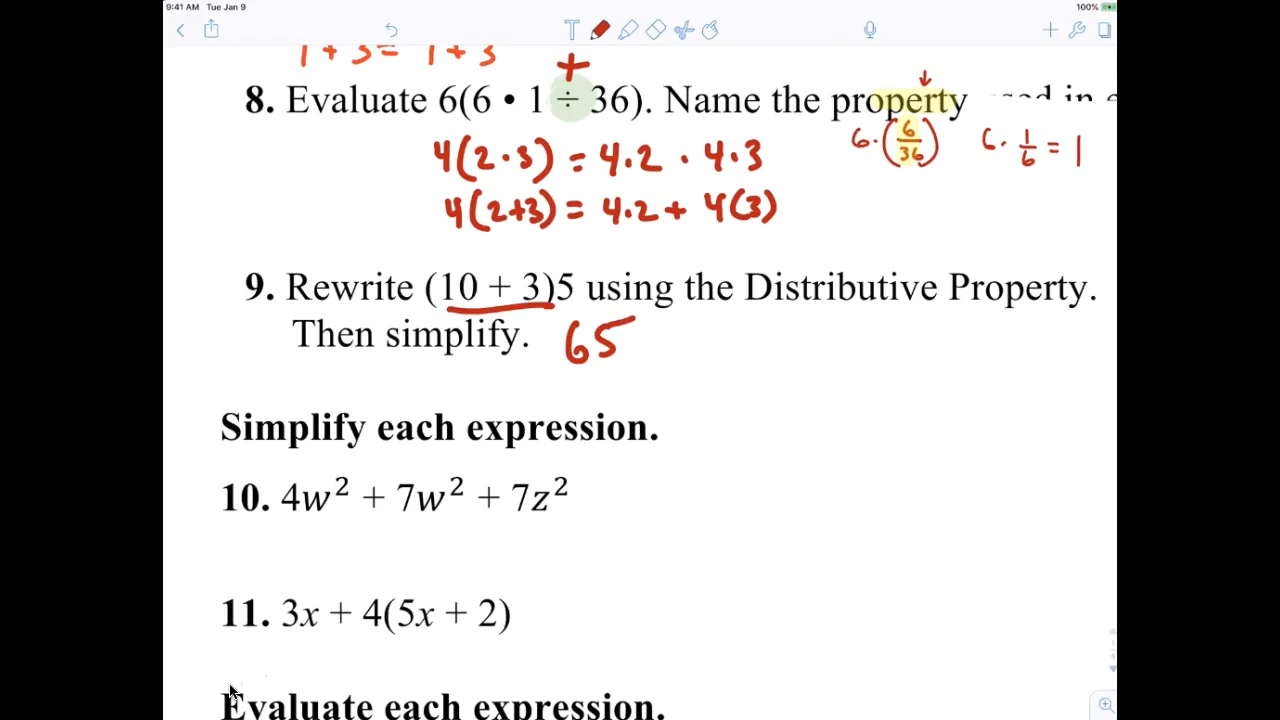 9:41 AM Tue Jan 9
100%
1 + 3 = 1 + 3
+
8. Evaluate 6(6 • 1 ÷ 36). Name the property used in
6·(6/36) 6·1/6 = 1
4(2·3) = 4·2 · 4·3
4(2+3) = 4·2 + 4(3)
9. Rewrite (10 + 3)5 using the Distributive Property.
Then simplify. 65
Simplify each expression.
10. 4w² + 7w² + 7z²
11. 3x + 4(5x + 2)
Evaluate each expression.